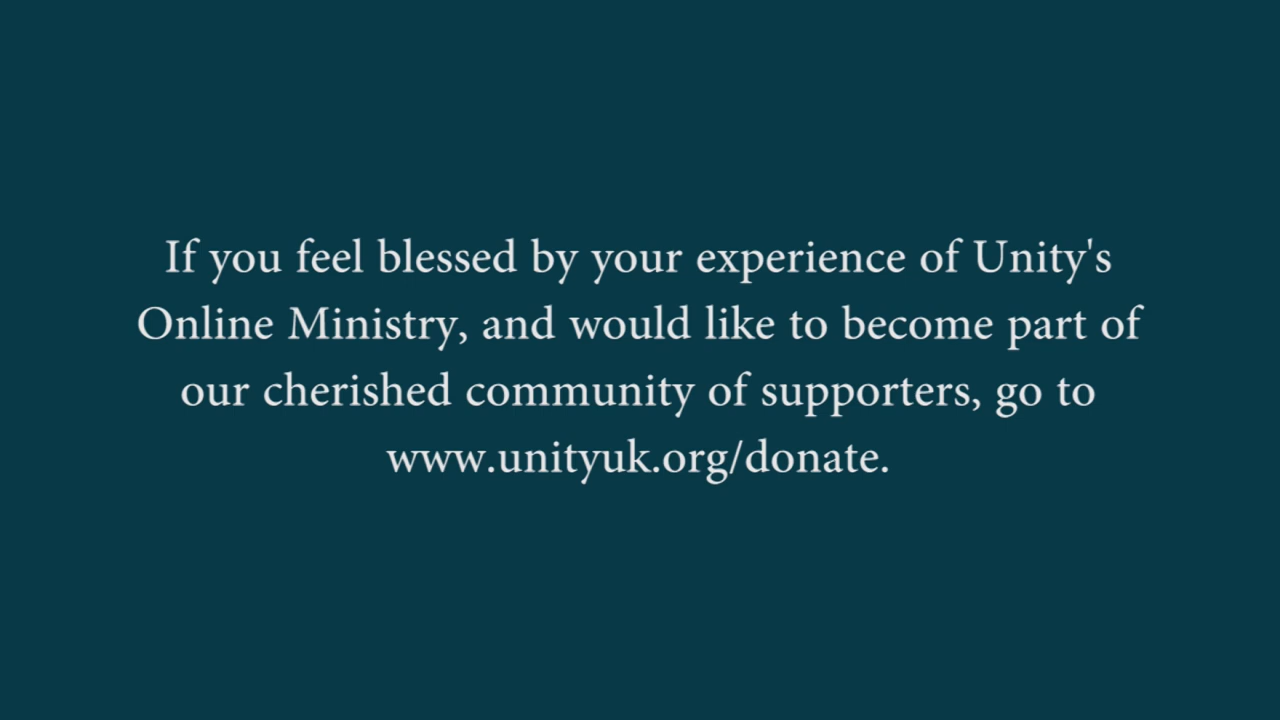 If you feel blessed by your experience of Unity's
Online Ministry, and would like to become part of
our cherished community of supporters, go to
www.unityuk.org/donate.